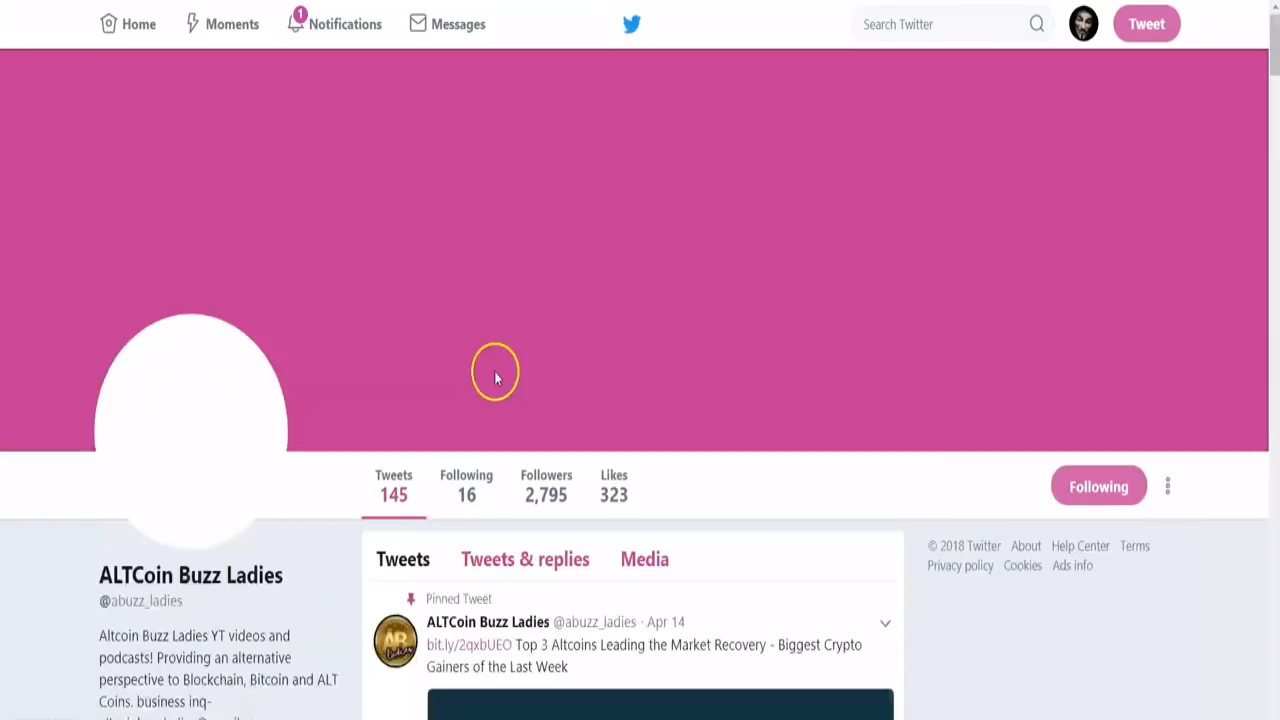 Home
Moments
1
Notifications
Messages
Search Twitter
Tweet
Tweets
145
Following
16
Followers
2,795
Likes
323
Following
ALTCoin Buzz Ladies
@abuzz_ladies
Altcoin Buzz Ladies YT videos and
podcasts! Providing an alternative
perspective to Blockchain, Bitcoin and ALT
Coins. business inq-
Tweets
Tweets & replies
Media
Pinned Tweet
ALTCoin Buzz Ladies @abuzz_ladies · Apr 14
bit.ly/2qxbUEO Top 3 Altcoins Leading the Market Recovery - Biggest Crypto
Gainers of the Last Week
© 2018 Twitter About Help Center Terms
Privacy policy Cookies Ads info